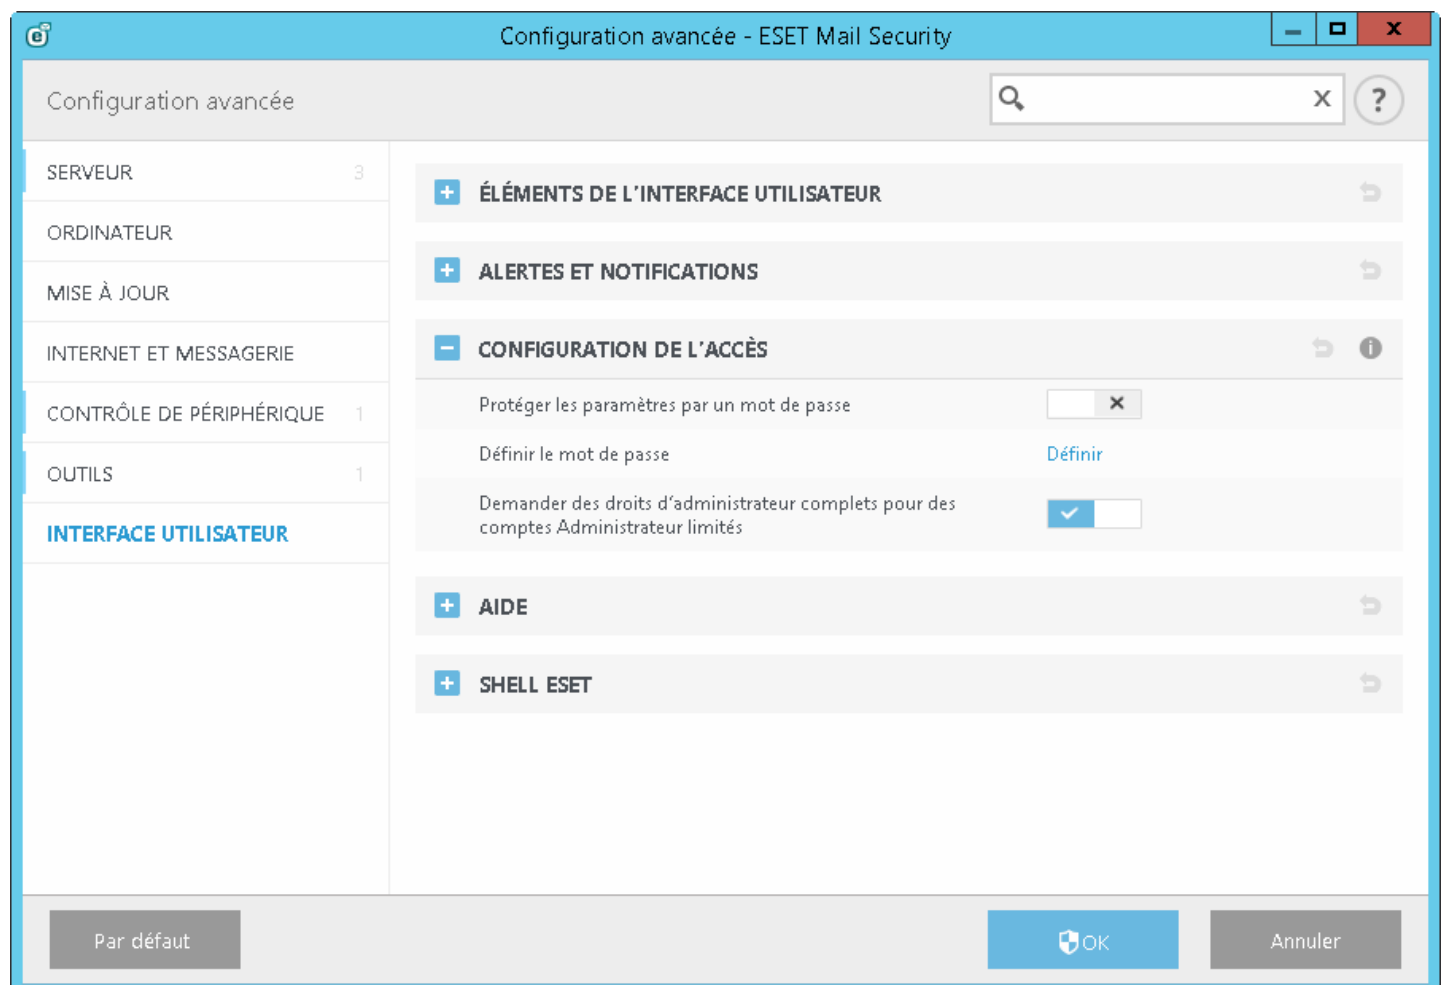 Configuration avancée - ESET Mail Security
Configuration avancée
SERVEUR 3
ORDINATEUR
MISE À JOUR
INTERNET ET MESSAGERIE
CONTRÔLE DE PÉRIPHÉRIQUE 1
OUTILS 1
INTERFACE UTILISATEUR
ÉLÉMENTS DE L'INTERFACE UTILISATEUR
ALERTES ET NOTIFICATIONS
CONFIGURATION DE L'ACCÈS
Protéger les paramètres par un mot de passe
Définir le mot de passe Définir
Demander des droits d'administrateur complets pour des
comptes Administrateur limités
AIDE
SHELL ESET
Par défaut
OK
Annuler